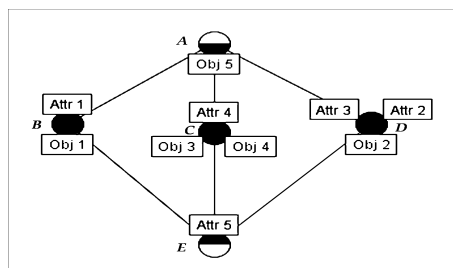 A
Obj 5
Attr 1
Attr 4
Attr 3
Attr 2
B
C
D
Obj 1
Obj 3
Obj 4
Obj 2
Attr 5
E